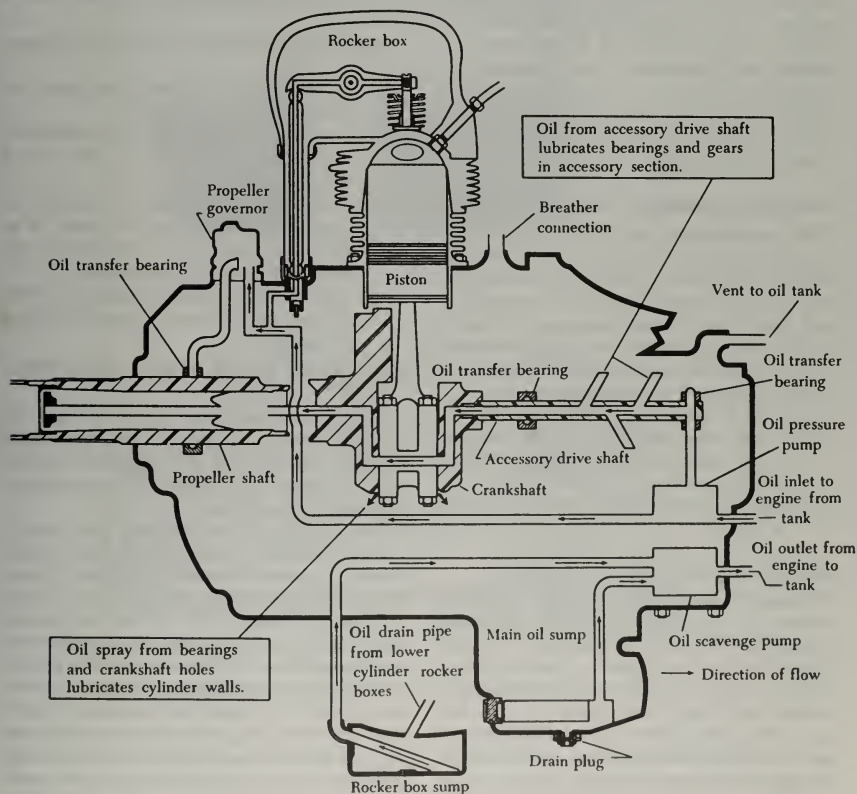 Rocker box
Oil from accessory drive shaft
lubricates bearings and gears
in accessory section.
Propeller
governor
Breather
connection
Oil transfer bearing
Piston
Vent to oil tank
Oil transfer bearing
Oil transfer
bearing
Oil pressure
pump
Propeller shaft
Accessory drive shaft
Crankshaft
Oil inlet to
engine from
tank
Oil outlet from
engine to
tank
Oil spray from bearings
and crankshaft holes
lubricates cylinder walls.
Oil drain pipe
from lower
cylinder rocker
boxes
Main oil sump
Oil scavenge pump
Direction of flow
Drain plug
Rocker box sump